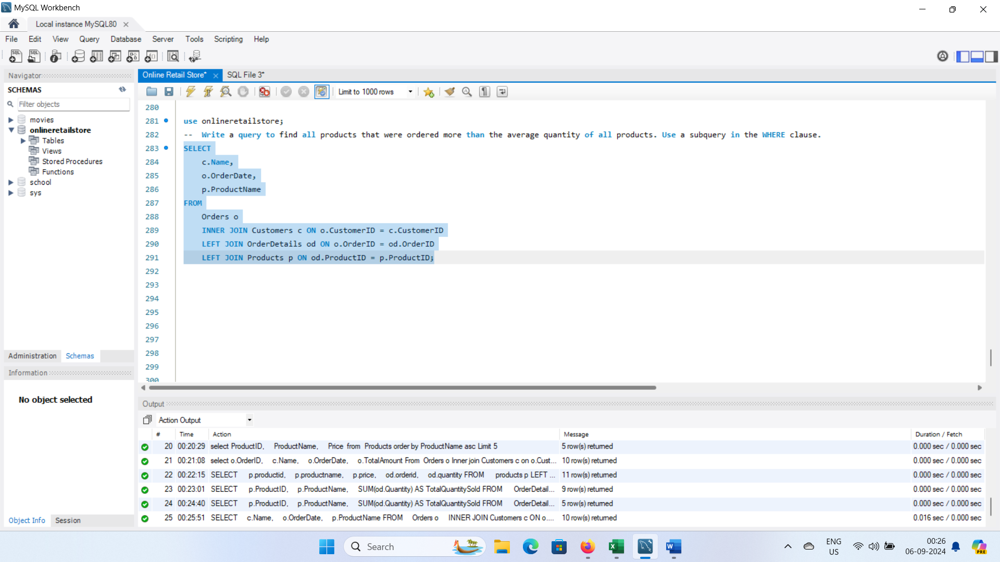 MySQL Workbench
Local instance MySQL80
File Edit View Query Database Server Tools Scripting Help
Navigator
SCHEMAS
Filter objects
movies
onlineretailstore
Tables
Views
Stored Procedures
Functions
school
sys
Administration Schemas
Information
No object selected
Object Info Session
Online Retail Store* SQL File 3*
Limit to 1000 rows
280
281 use onlineretailstore;
282 -- Write a query to find all products that were ordered more than the average quantity of all products. Use a subquery in the WHERE clause.
283 SELECT
284 c.Name,
285 o.OrderDate,
286 p.ProductName
287 FROM
288 Orders o
289 INNER JOIN Customers c ON o.CustomerID = c.CustomerID
290 LEFT JOIN OrderDetails od ON o.OrderID = od.OrderID
291 LEFT JOIN Products p ON od.ProductID = p.ProductID;
292
293
294
295
296
297
298
299
300
Output
Action Output
# Time Action Message Duration / Fetch
20 00:20:29 select ProductID, ProductName, Price from Products order by ProductName asc Limit 5 5 row(s) returned 0.000 sec / 0.000 sec
21 00:21:08 select o.OrderID, c.Name, o.OrderDate, o.TotalAmount From Orders o Inner join Customers c on o.Cust... 10 row(s) returned 0.000 sec / 0.000 sec
22 00:22:15 SELECT p.productid, p.productname, p.price, od.orderid, od.quantity FROM products p LEFT ... 11 row(s) returned 0.000 sec / 0.000 sec
23 00:23:01 SELECT p.ProductID, p.ProductName, SUM(od.Quantity) AS TotalQuantitySold FROM OrderDetail... 9 row(s) returned 0.000 sec / 0.000 sec
24 00:24:40 SELECT p.ProductID, p.ProductName, SUM(od.Quantity) AS TotalQuantitySold FROM OrderDetail... 5 row(s) returned 0.000 sec / 0.000 sec
25 00:25:51 SELECT c.Name, o.OrderDate, p.ProductName FROM Orders o INNER JOIN Customers c ON o.... 10 row(s) returned 0.016 sec / 0.000 sec
Search
ENG
US
00:26
06-09-2024
PRE